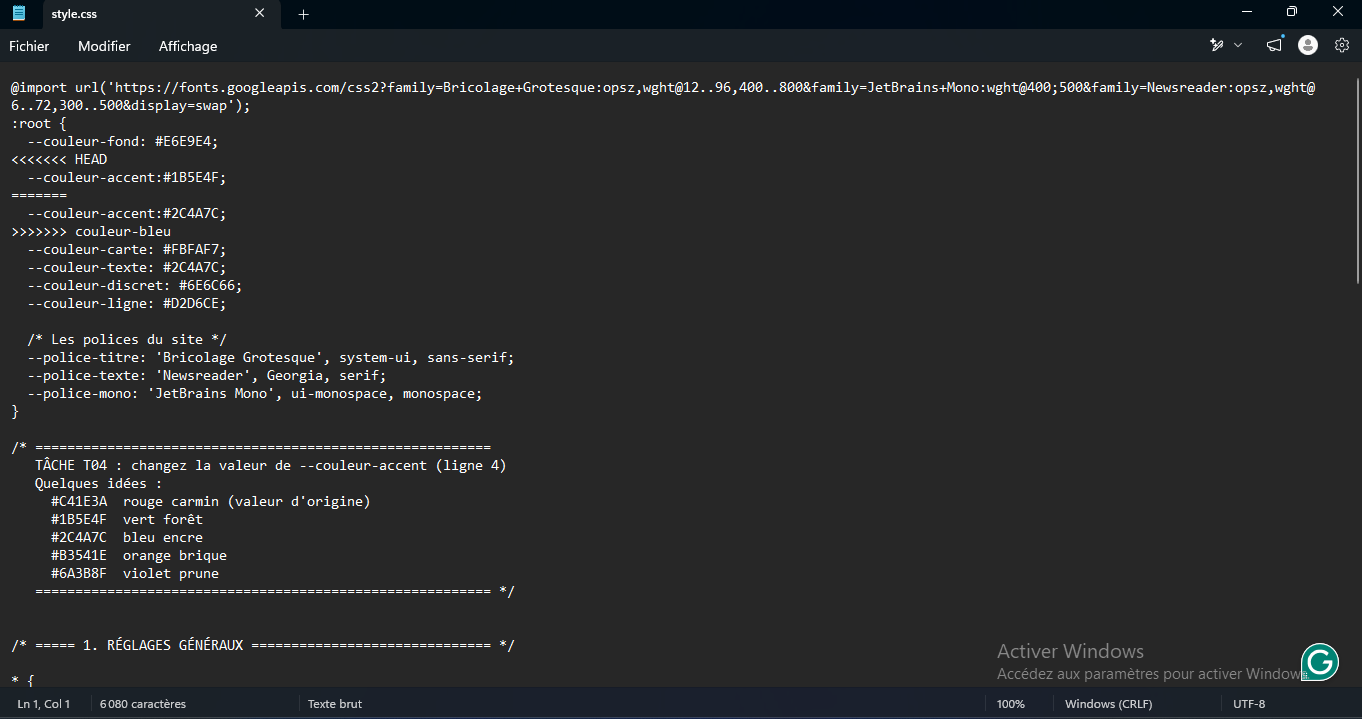 style.css
Fichier Modifier Affichage
@import url('https://fonts.googleapis.com/css2?family=Bricolage+Grotesque:opsz,wght@12..96,400..800&family=JetBrains+Mono:wght@400;500&family=Newsreader:opsz,wght@
6..72,300..500&display=swap');
:root {
  --couleur-fond: #E6E9E4;
<<<<<<< HEAD
  --couleur-accent:#1B5E4F;
=======
  --couleur-accent:#2C4A7C;
>>>>>>> couleur-bleu
  --couleur-carte: #FBFAF7;
  --couleur-texte: #2C4A7C;
  --couleur-discret: #6E6C66;
  --couleur-ligne: #D2D6CE;
  /* Les polices du site */
  --police-titre: 'Bricolage Grotesque', system-ui, sans-serif;
  --police-texte: 'Newsreader', Georgia, serif;
  --police-mono: 'JetBrains Mono', ui-monospace, monospace;
}
/* =========================================================
   TÂCHE T04 : changez la valeur de --couleur-accent (ligne 4)
   Quelques idées :
     #C41E3A  rouge carmin (valeur d'origine)
     #1B5E4F  vert forêt
     #2C4A7C  bleu encre
     #B3541E  orange brique
     #6A3B8F  violet prune
   ========================================================= */
/* ===== 1. RÉGLAGES GÉNÉRAUX ============================== */
* {
Activer Windows
Accédez aux paramètres pour activer Window
Ln 1, Col 1 6 080 caractères Texte brut 100% Windows (CRLF) UTF-8